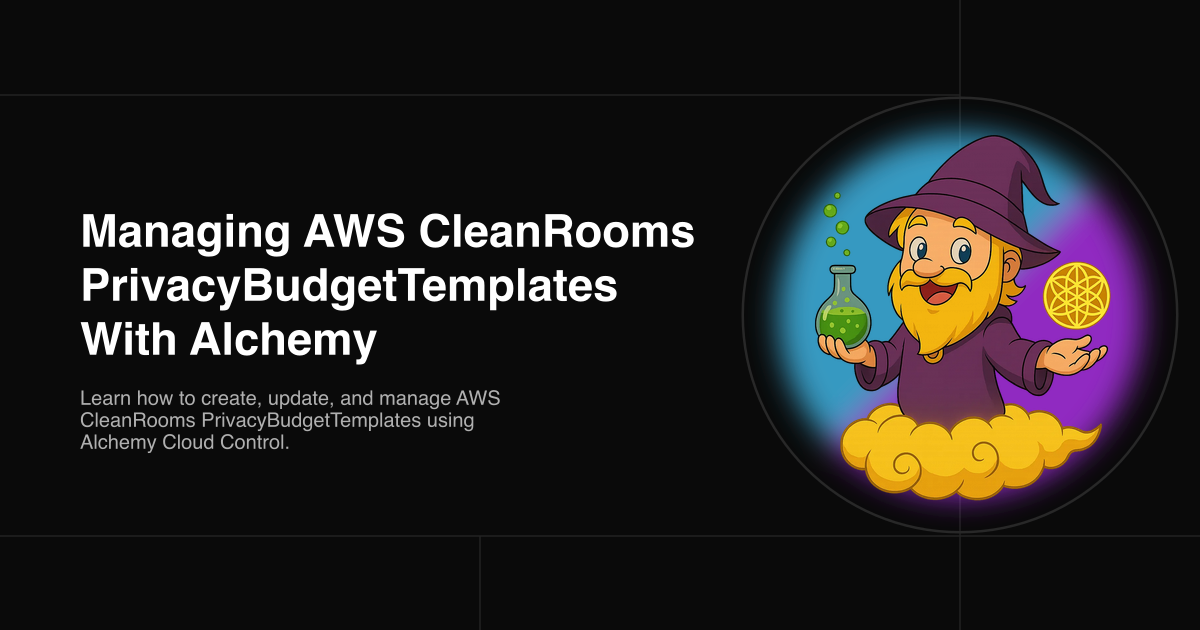 Managing AWS CleanRooms
PrivacyBudgetTemplates
With Alchemy
Learn how to create, update, and manage AWS
CleanRooms PrivacyBudgetTemplates using
Alchemy Cloud Control.